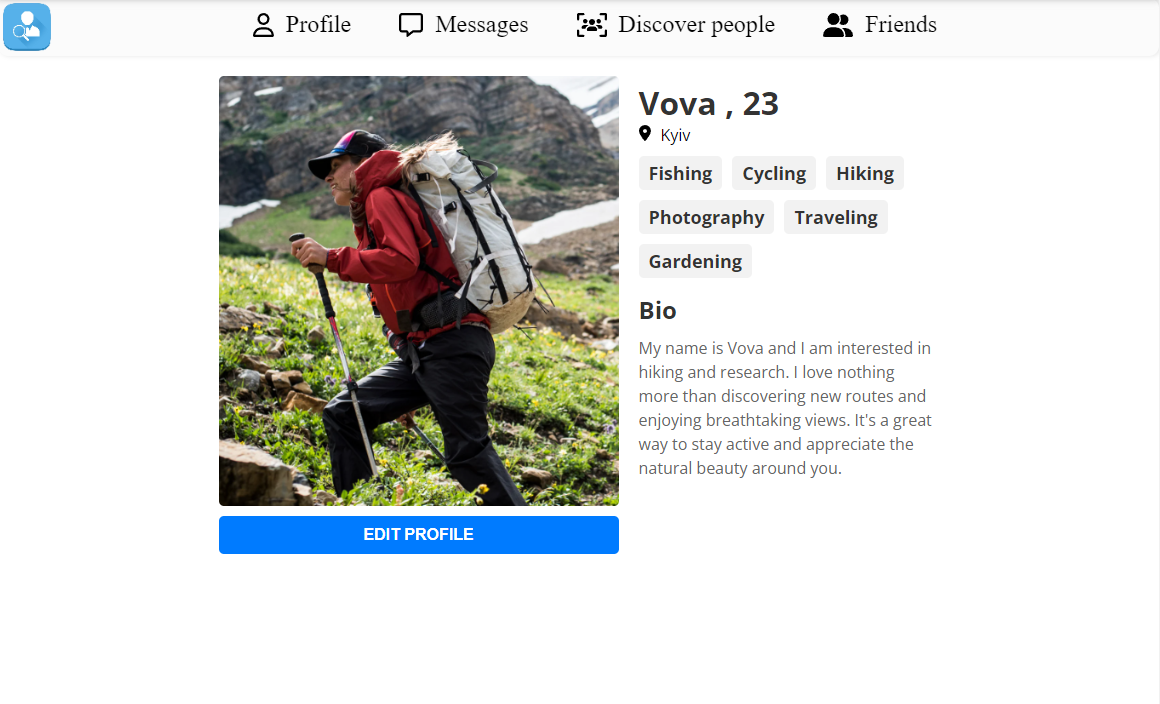 Profile Messages Discover people Friends
Vova , 23
Kyiv
Fishing Cycling Hiking
Photography Traveling
Gardening
Bio
My name is Vova and I am interested in
hiking and research. I love nothing
more than discovering new routes and
enjoying breathtaking views. It's a great
way to stay active and appreciate the
natural beauty around you.
EDIT PROFILE